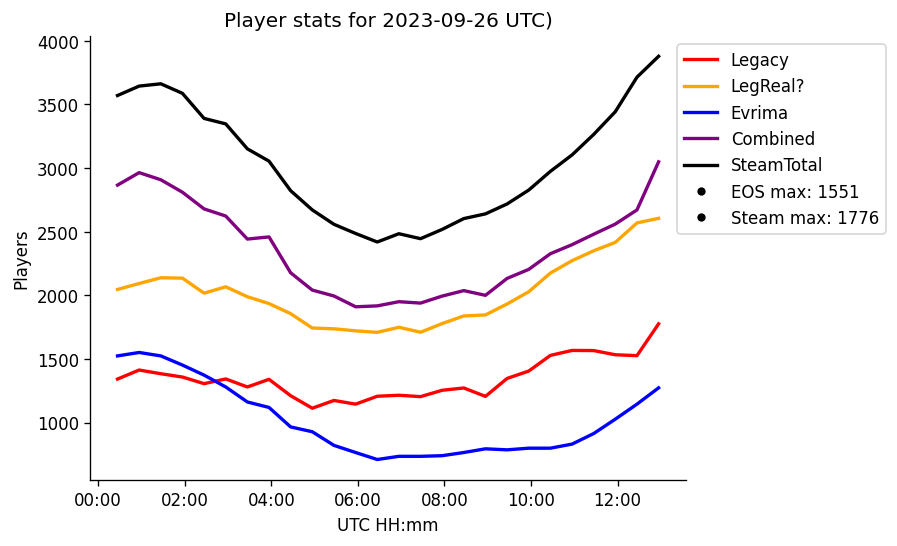 Player stats for 2023-09-26 UTC)
4000
3500
3000
2500
2000
1500
1000
Players
00:00 02:00 04:00 06:00 08:00 10:00 12:00
UTC HH:mm
Legacy
LegReal?
Evrima
Combined
SteamTotal
EOS max: 1551
Steam max: 1776